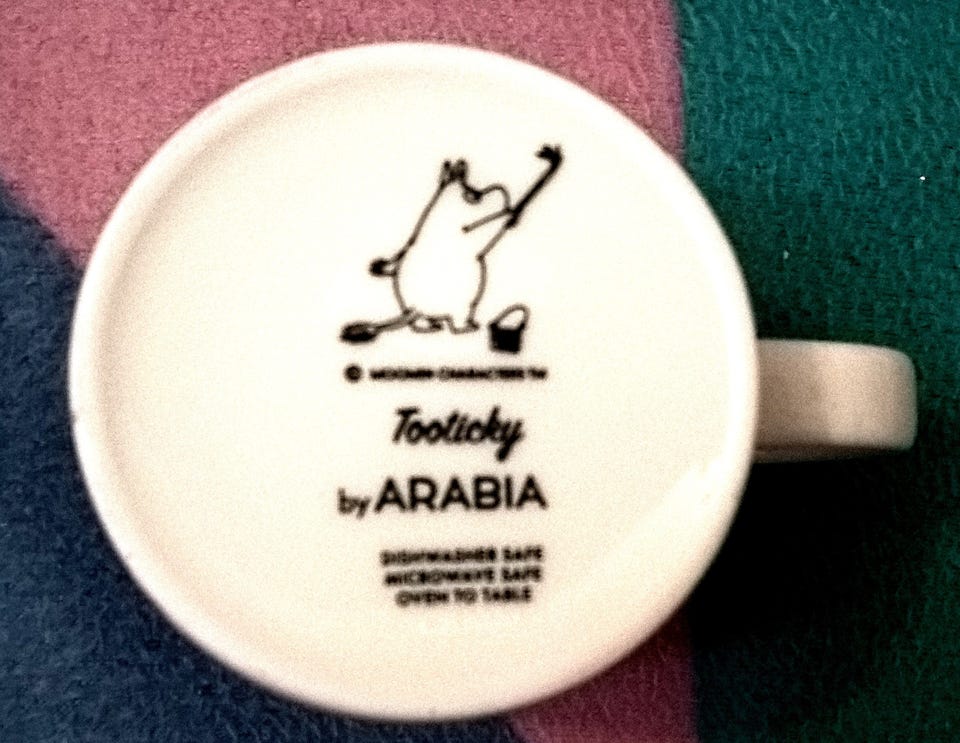 © MOOMIN CHARACTERS ™
Tooticky
by ARABIA
DISHWASHER SAFE
MICROWAVE SAFE
OVEN TO TABLE